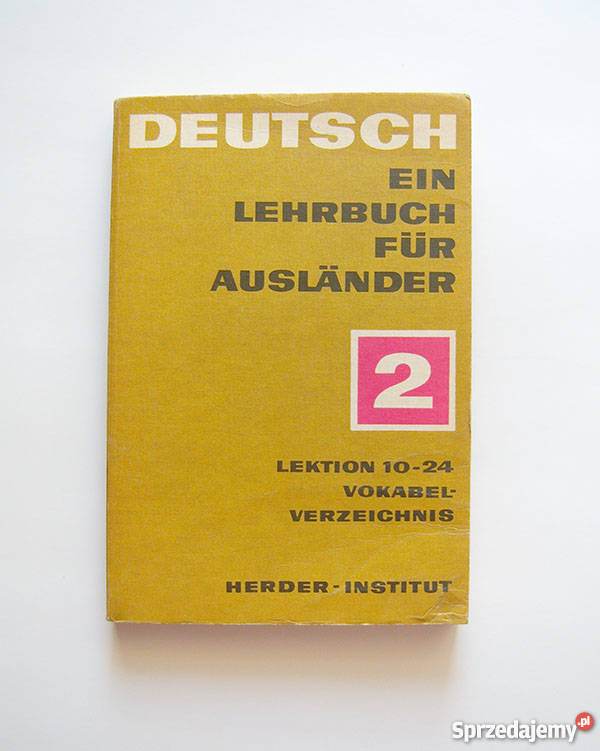 DEUTSCH
EIN
LEHRBUCH
FÜR
AUSLÄNDER
2
LEKTION 10-24
VOKABEL-
VERZEICHNIS
HERDER-INSTITUT
Sprzedajemy.pl